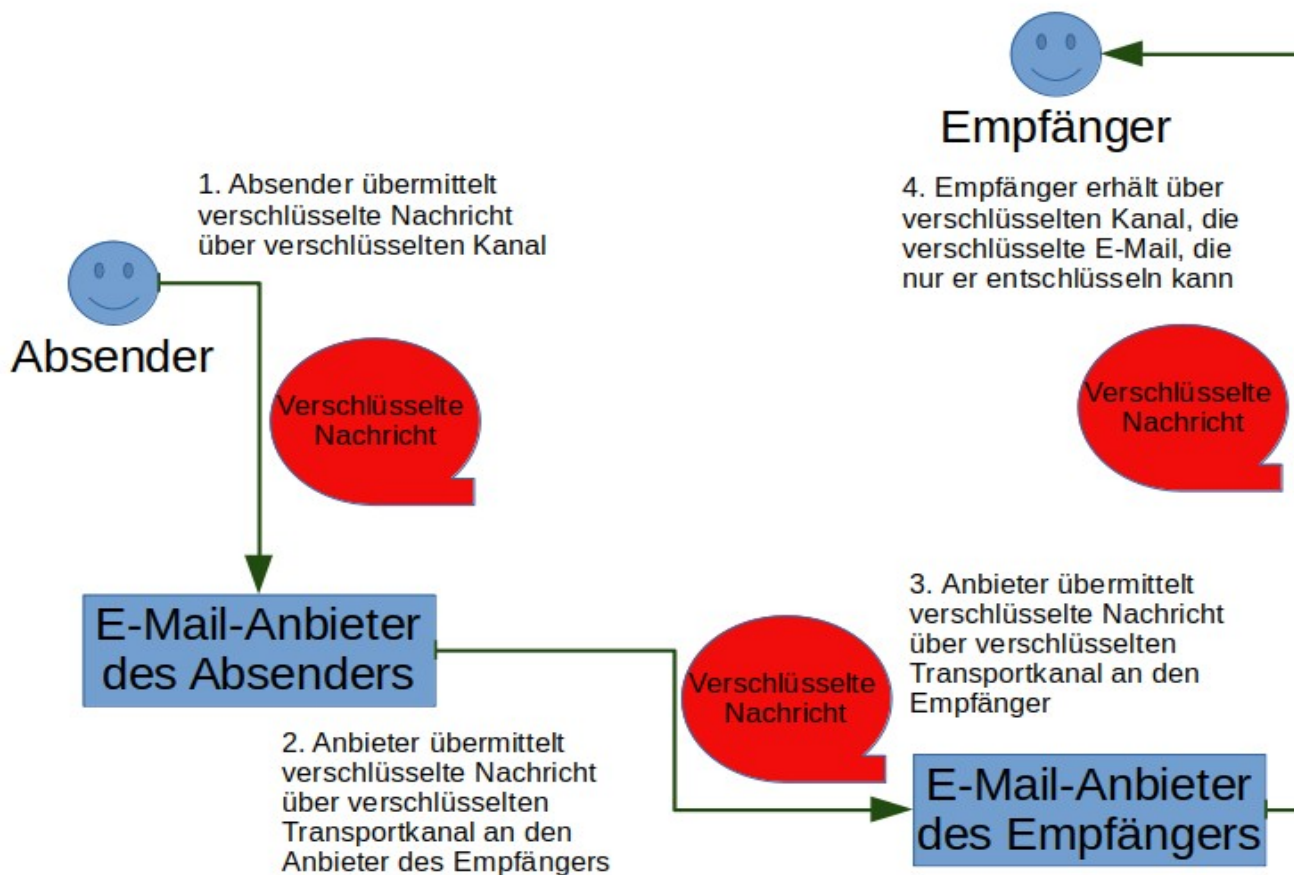 Empfänger
1. Absender übermittelt
verschlüsselte Nachricht
über verschlüsselten Kanal
4. Empfänger erhält über
verschlüsselten Kanal, die
verschlüsselte E-Mail, die
nur er entschlüsseln kann
Absender
Verschlüsselte
Nachricht
Verschlüsselte
Nachricht
E-Mail-Anbieter
des Absenders
3. Anbieter übermittelt
verschlüsselte Nachricht
über verschlüsselten
Transportkanal an den
Empfänger
Verschlüsselte
Nachricht
2. Anbieter übermittelt
verschlüsselte Nachricht
über verschlüsselten
Transportkanal an den
Anbieter des Empfängers
E-Mail-Anbieter
des Empfängers